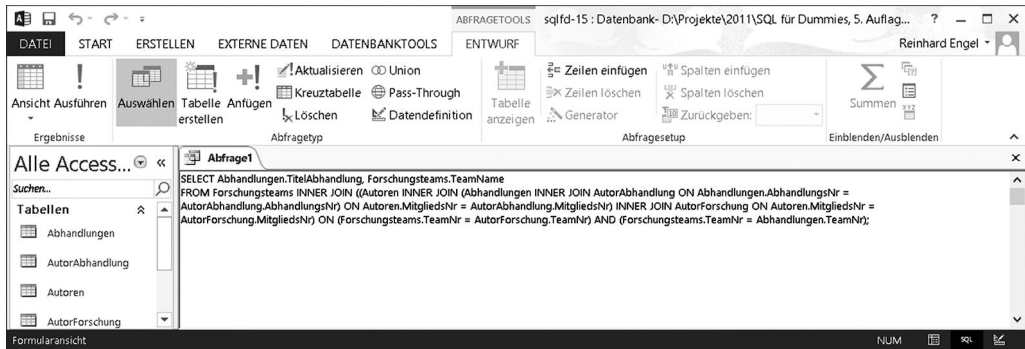 ABFRAGETOOLS sqlfd-15 : Datenbank- D:\Projekte\2011\SQL für Dummies, 5. Auflag... ?
DATEI START ERSTELLEN EXTERNE DATEN DATENBANKTOOLS ENTWURF Reinhard Engel
Ansicht Ausführen
Ergebnisse
Auswählen Tabelle erstellen Anfügen
Aktualisieren Union
Kreuztabelle Pass-Through
Löschen Datendefinition
Abfragetyp
Tabelle anzeigen
Zeilen einfügen Spalten einfügen
Zeilen löschen Spalten löschen
Generator Zurückgeben:
Abfragesetup
Summen
Einblenden/Ausblenden
Alle Access...
Suchen...
Tabellen
Abhandlungen
AutorAbhandlung
Autoren
AutorForschung
Abfrage1
SELECT Abhandlungen.TitelAbhandlung, Forschungsteams.TeamName
FROM Forschungsteams INNER JOIN ((Autoren INNER JOIN (Abhandlungen INNER JOIN AutorAbhandlung ON Abhandlungen.AbhandlungsNr =
AutorAbhandlung.AbhandlungsNr) ON Autoren.MitgliedsNr = AutorAbhandlung.MitgliedsNr) INNER JOIN AutorForschung ON Autoren.MitgliedsNr =
AutorForschung.MitgliedsNr) ON (Forschungsteams.TeamNr = AutorForschung.TeamNr) AND (Forschungsteams.TeamNr = Abhandlungen.TeamNr);
Formularansicht NUM SQL